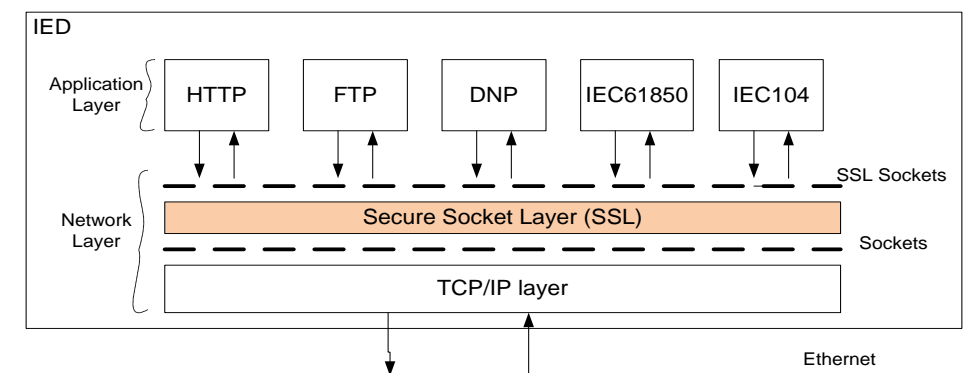 IED
Application
Layer
HTTP
FTP
DNP
IEC61850
IEC104
SSL Sockets
Secure Socket Layer (SSL)
Network
Layer
Sockets
TCP/IP layer
Ethernet